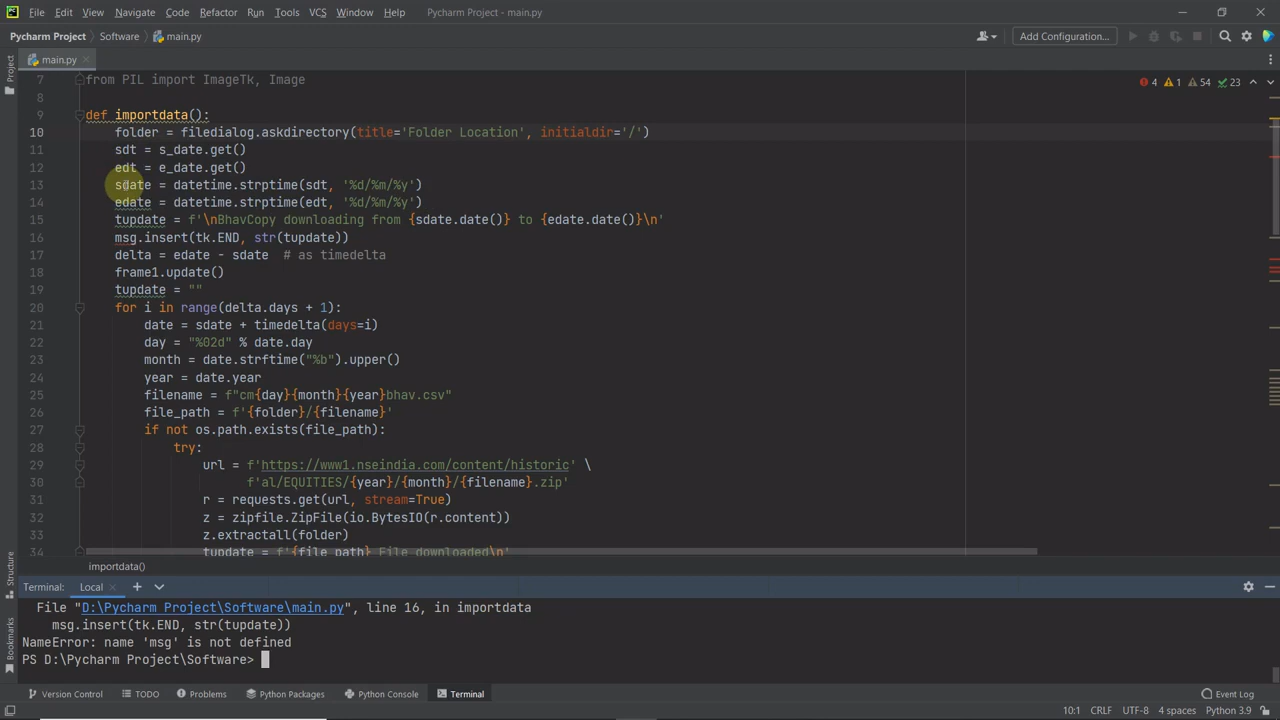 File Edit View Navigate Code Refactor Run Tools VCS Window Help Pycharm Project - main.py
Pycharm Project Software main.py Add Configuration...
main.py
Project
7 from PIL import ImageTk, Image
4 1 54 23
8
9 def importdata():
10 folder = filedialog.askdirectory(title='Folder Location', initialdir='/')
11 sdt = s_date.get()
12 edt = e_date.get()
13 sdate = datetime.strptime(sdt, '%d/%m/%y')
14 edate = datetime.strptime(edt, '%d/%m/%y')
15 tupdate = f'\nBhavCopy downloading from {sdate.date()} to {edate.date()}\n'
16 msg.insert(tk.END, str(tupdate))
17 delta = edate - sdate # as timedelta
18 frame1.update()
19 tupdate = ""
20 for i in range(delta.days + 1):
21 date = sdate + timedelta(days=i)
22 day = "%02d" % date.day
23 month = date.strftime("%b").upper()
24 year = date.year
25 filename = f"cm{day}{month}{year}bhav.csv"
26 file_path = f'{folder}/{filename}'
27 if not os.path.exists(file_path):
28 try:
29 url = f'https://www1.nseindia.com/content/historic' \
30 f'al/EQUITIES/{year}/{month}/{filename}.zip'
31 r = requests.get(url, stream=True)
32 z = zipfile.ZipFile(io.BytesIO(r.content))
33 z.extractall(folder)
34 tupdate = f'{file_path} File downloaded\n'
importdata()
Structure
Bookmarks
Terminal: Local
File "D:\Pycharm Project\Software\main.py", line 16, in importdata
msg.insert(tk.END, str(tupdate))
NameError: name 'msg' is not defined
PS D:\Pycharm Project\Software>
Version Control TODO Problems Python Packages Python Console Terminal Event Log
10:1 CRLF UTF-8 4 spaces Python 3.9